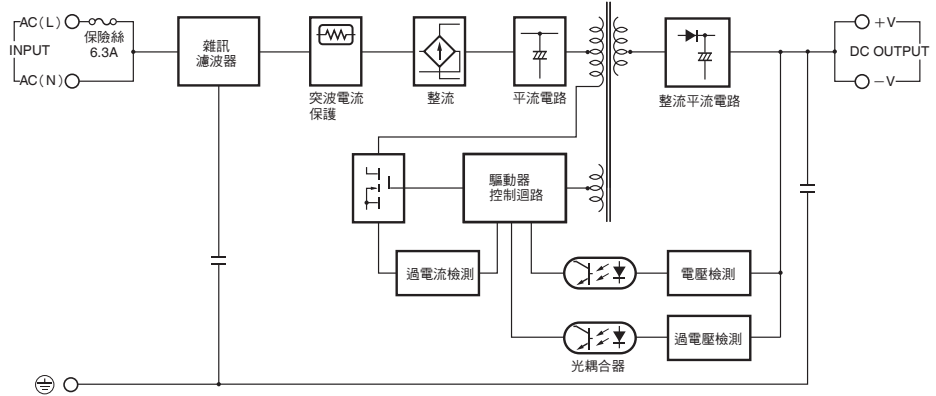 AC(L)
保險絲
6.3A
INPUT
AC(N)
雜訊
濾波器
突波電流
保護
整流
平流電路
整流平流電路
+V
DC OUTPUT
−V
驅動器
控制迴路
過電流檢測
電壓檢測
過電壓檢測
光耦合器